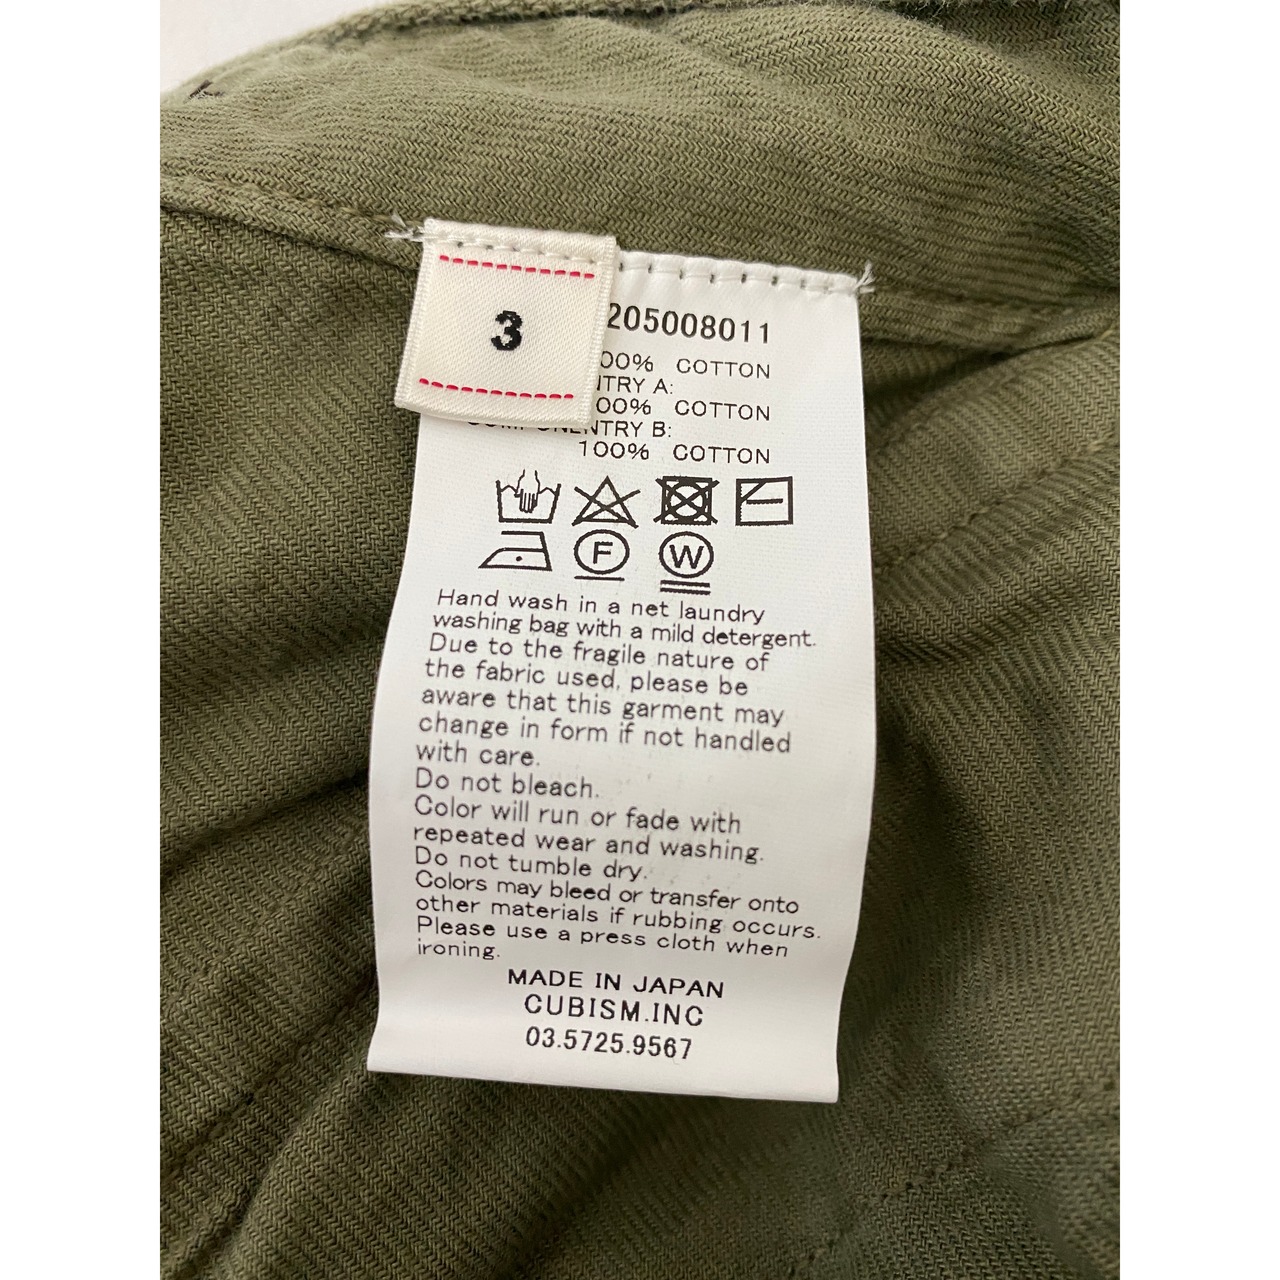 3
205008011
00% COTTON
NTRY A:
00% COTTON
COMPONENTRY B:
100% COTTON
F
W
Hand wash in a net laundry
washing bag with a mild detergent.
Due to the fragile nature of
the fabric used, please be
aware that this garment may
change in form if not handled
with care.
Do not bleach.
Color will run or fade with
repeated wear and washing.
Do not tumble dry.
Colors may bleed or transfer onto
other materials if rubbing occurs.
Please use a press cloth when
ironing.
MADE IN JAPAN
CUBISM.INC
03.5725.9567